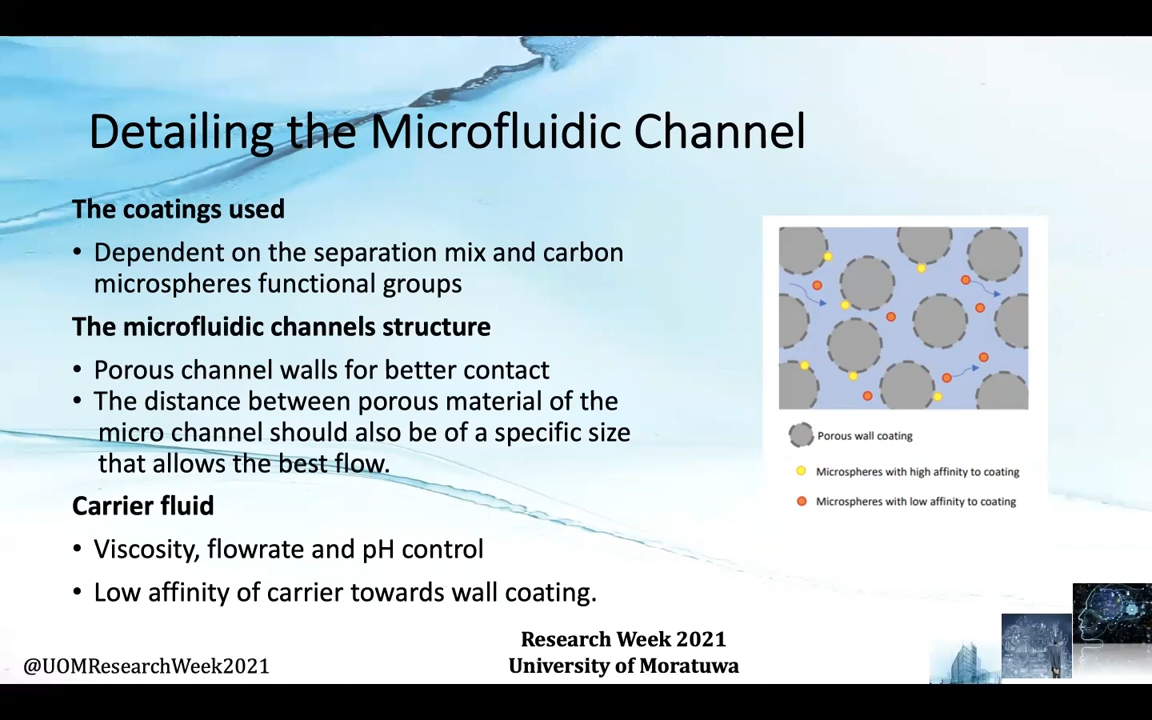 Detailing the Microfluidic Channel
The coatings used
• Dependent on the separation mix and carbon
microspheres functional groups
The microfluidic channels structure
• Porous channel walls for better contact
• The distance between porous material of the
micro channel should also be of a specific size
that allows the best flow.
Carrier fluid
• Viscosity, flowrate and pH control
• Low affinity of carrier towards wall coating.
Porous wall coating
Microspheres with high affinity to coating
Microspheres with low affinity to coating
Research Week 2021
University of Moratuwa
@UOMResearchWeek2021